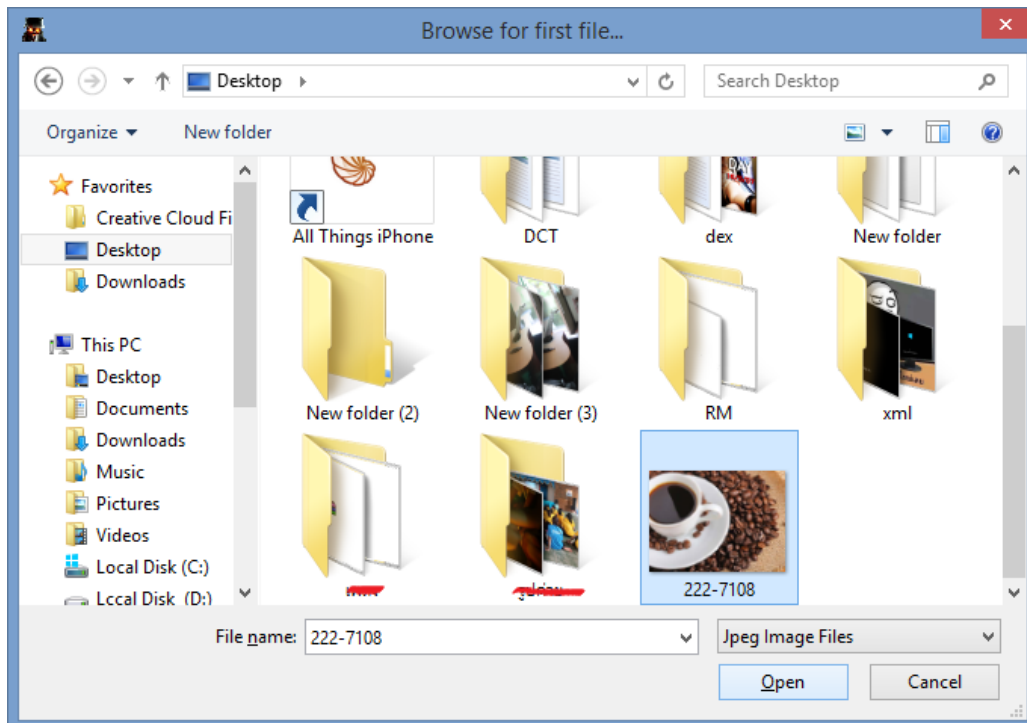 Browse for first file...
Desktop
Search Desktop
Organize
New folder
Favorites
Creative Cloud Fi
Desktop
Downloads
This PC
Desktop
Documents
Downloads
Music
Pictures
Videos
Local Disk (C:)
Local Disk (D:)
DAY
All Things iPhone
DCT
dex
New folder
New folder (2)
New folder (3)
RM
xml
222-7108
File name: 222-7108
Jpeg Image Files
Open
Cancel